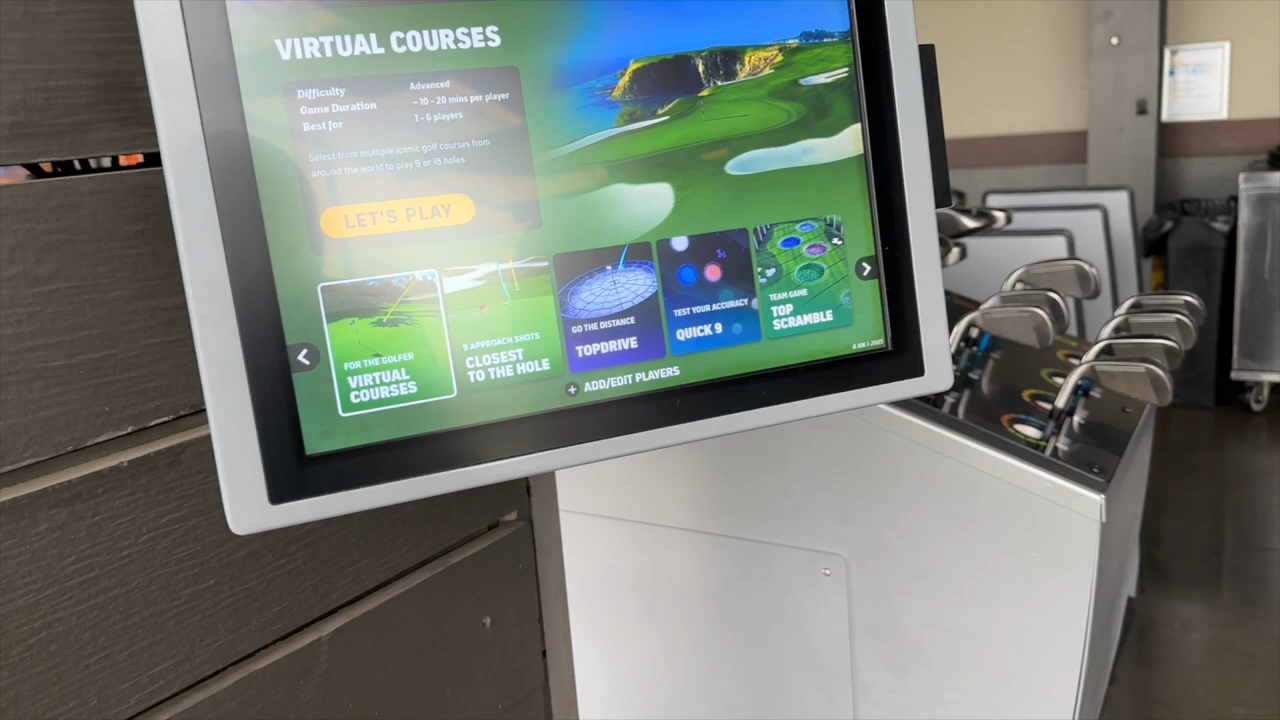 VIRTUAL COURSES
Difficulty Advanced
Game Duration ~ 10 - 20 mins per player
Best for 1 - 6 players
Select from multiple iconic golf courses from
around the world to play 9 or 18 holes.
LET'S PLAY
FOR THE GOLFER
VIRTUAL
COURSES
9 APPROACH SHOTS
CLOSEST
TO THE HOLE
GO THE DISTANCE
TOPDRIVE
TEST YOUR ACCURACY
QUICK 9
TEAM GAME
TOP
SCRAMBLE
ADD/EDIT PLAYERS